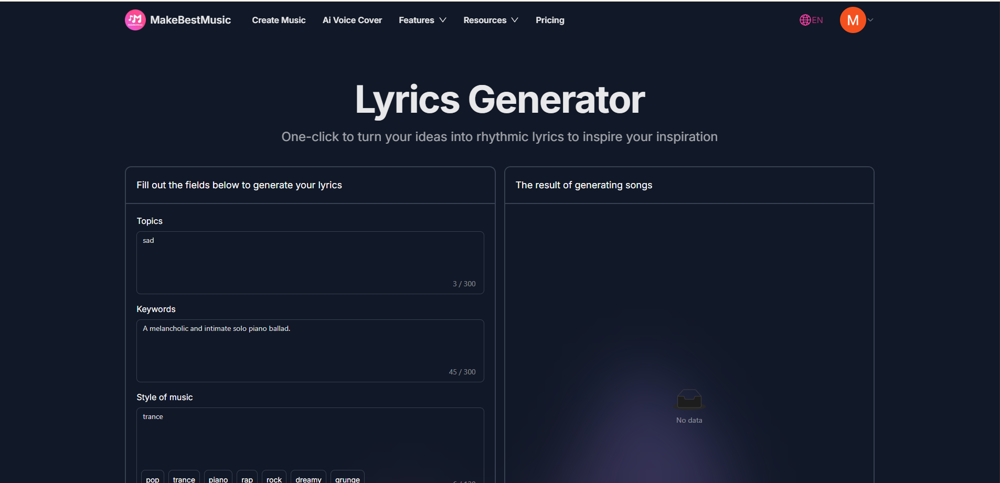 MakeBestMusic Create Music Ai Voice Cover Features Resources Pricing EN M
Lyrics Generator
One-click to turn your ideas into rhythmic lyrics to inspire your inspiration
Fill out the fields below to generate your lyrics
Topics
sad
3 / 300
Keywords
A melancholic and intimate solo piano ballad.
45 / 300
Style of music
trance
pop trance piano rap rock dreamy grunge
The result of generating songs
No data